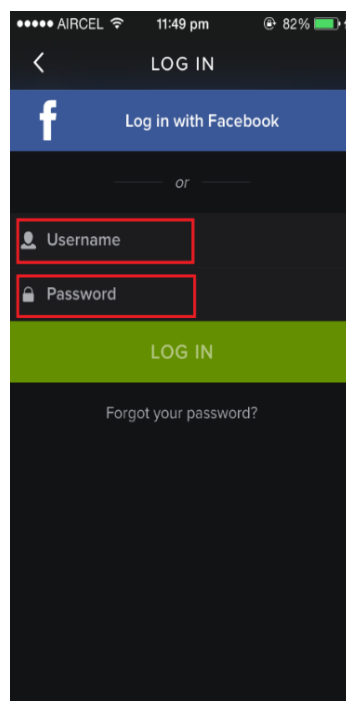 AIRCEL 11:49 pm 82%
LOG IN
f Log in with Facebook
or
Username
Password
LOG IN
Forgot your password?